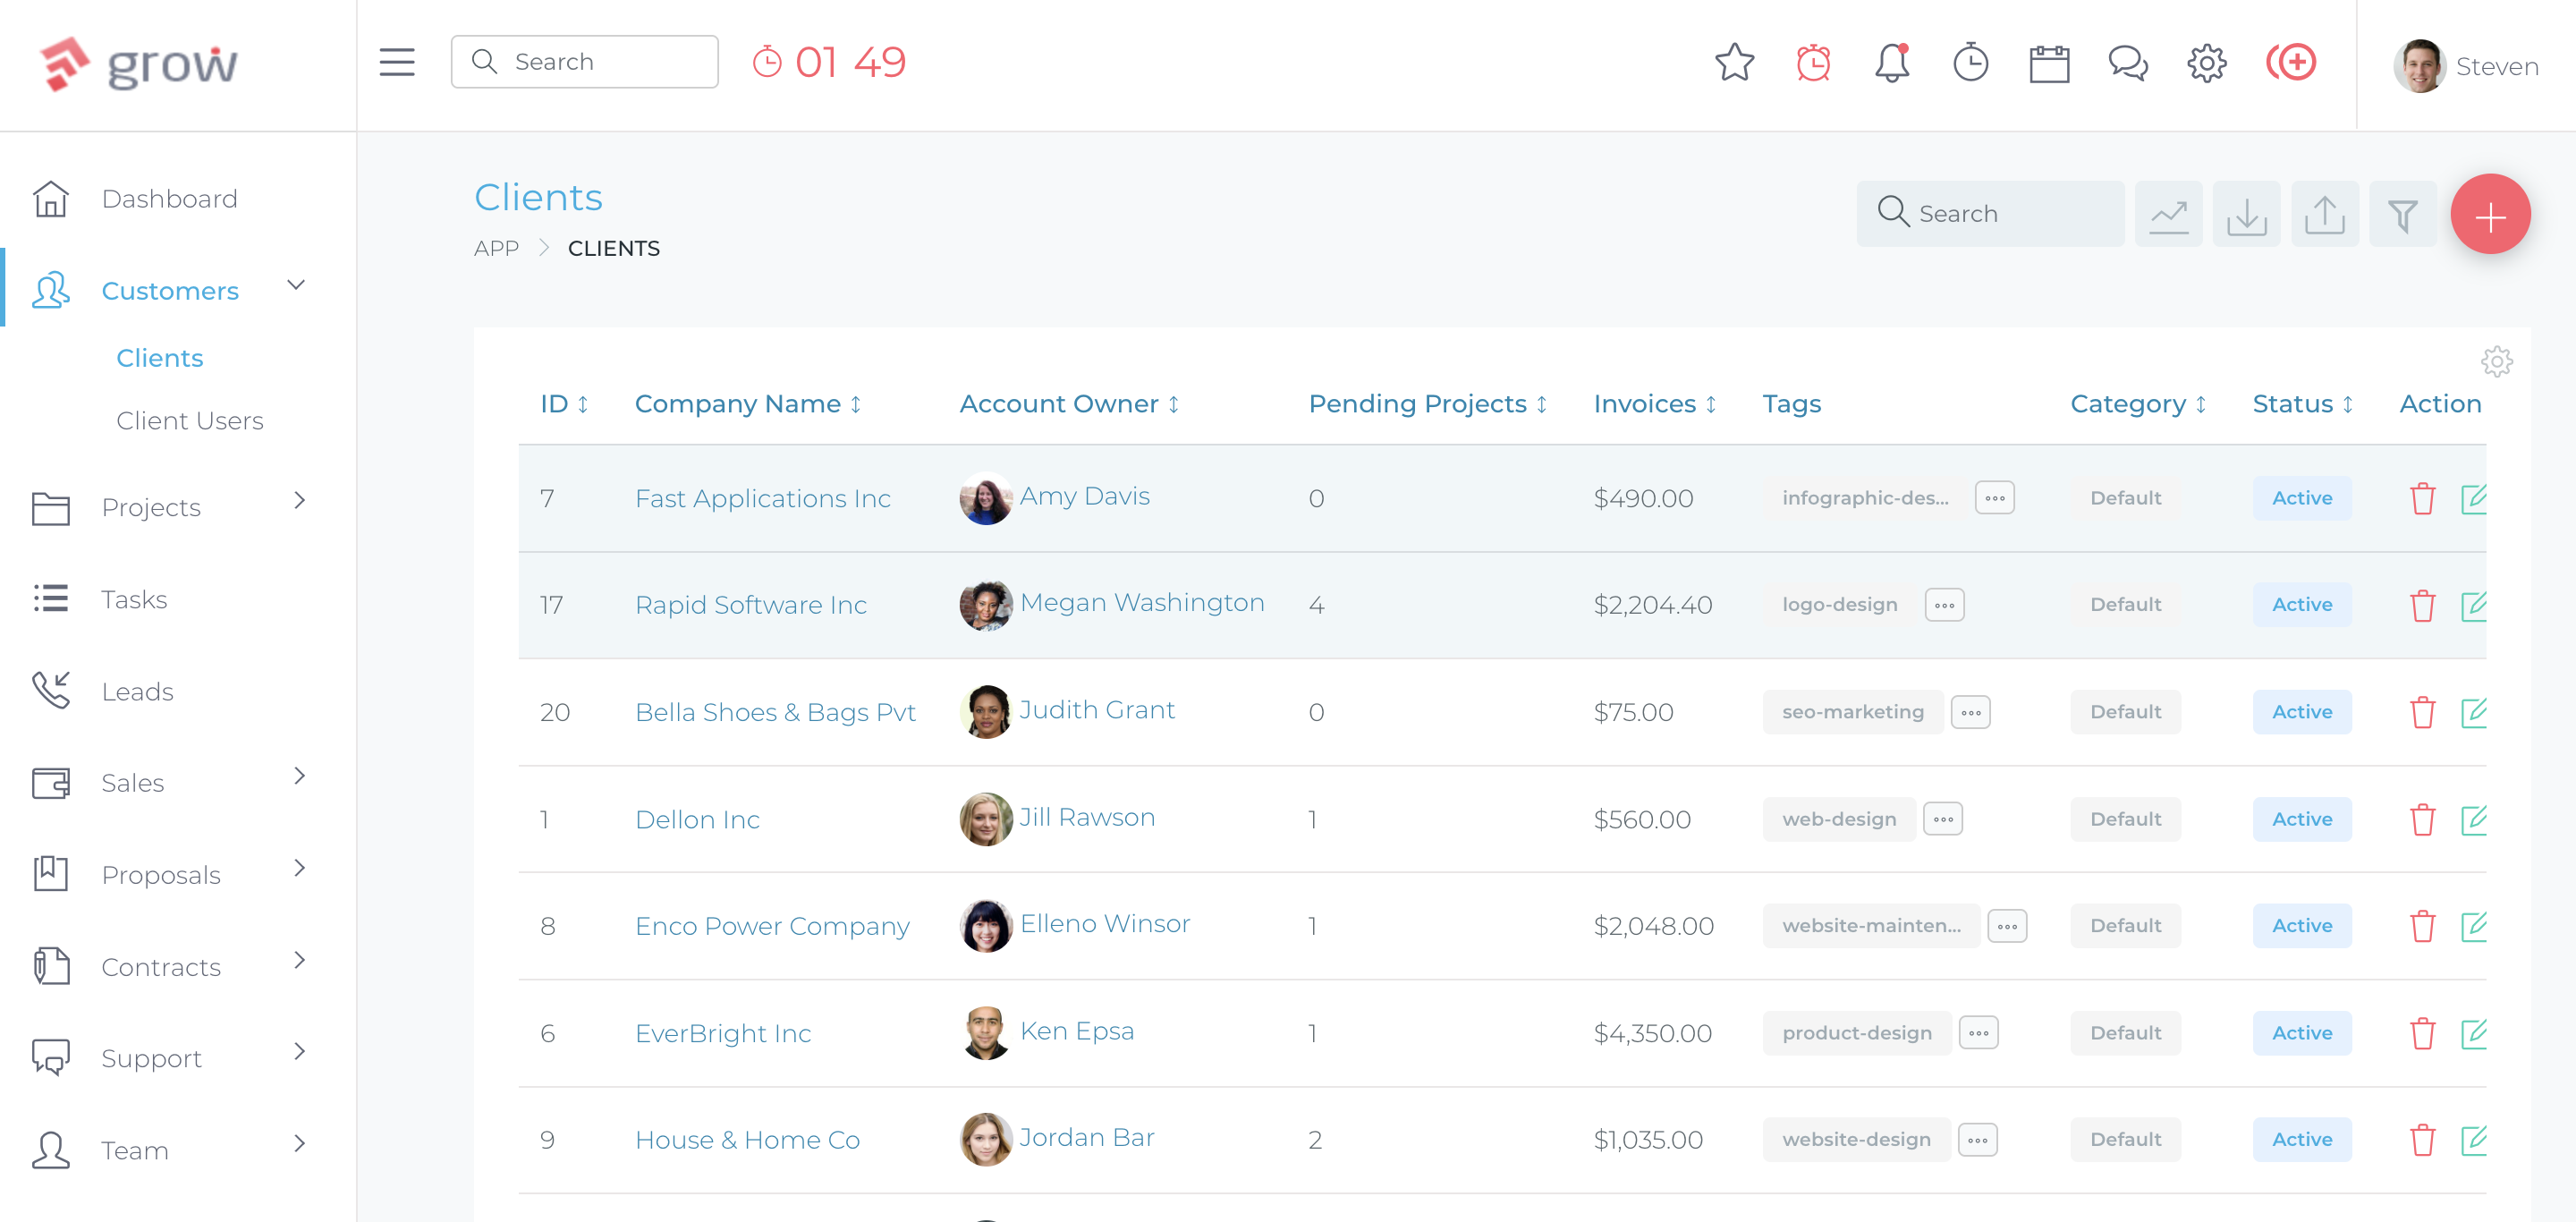 grow
Search
01 49
Steven
Dashboard
Customers
Clients
Client Users
Projects
Tasks
Leads
Sales
Proposals
Contracts
Support
Team
Clients
APP > CLIENTS
Search
ID Company Name Account Owner Pending Projects Invoices Tags Category Status Action
7 Fast Applications Inc Amy Davis 0 $490.00 infographic-des... Default Active
17 Rapid Software Inc Megan Washington 4 $2,204.40 logo-design Default Active
20 Bella Shoes & Bags Pvt Judith Grant 0 $75.00 seo-marketing Default Active
1 Dellon Inc Jill Rawson 1 $560.00 web-design Default Active
8 Enco Power Company Elleno Winsor 1 $2,048.00 website-mainten... Default Active
6 EverBright Inc Ken Epsa 1 $4,350.00 product-design Default Active
9 House & Home Co Jordan Bar 2 $1,035.00 website-design Default Active